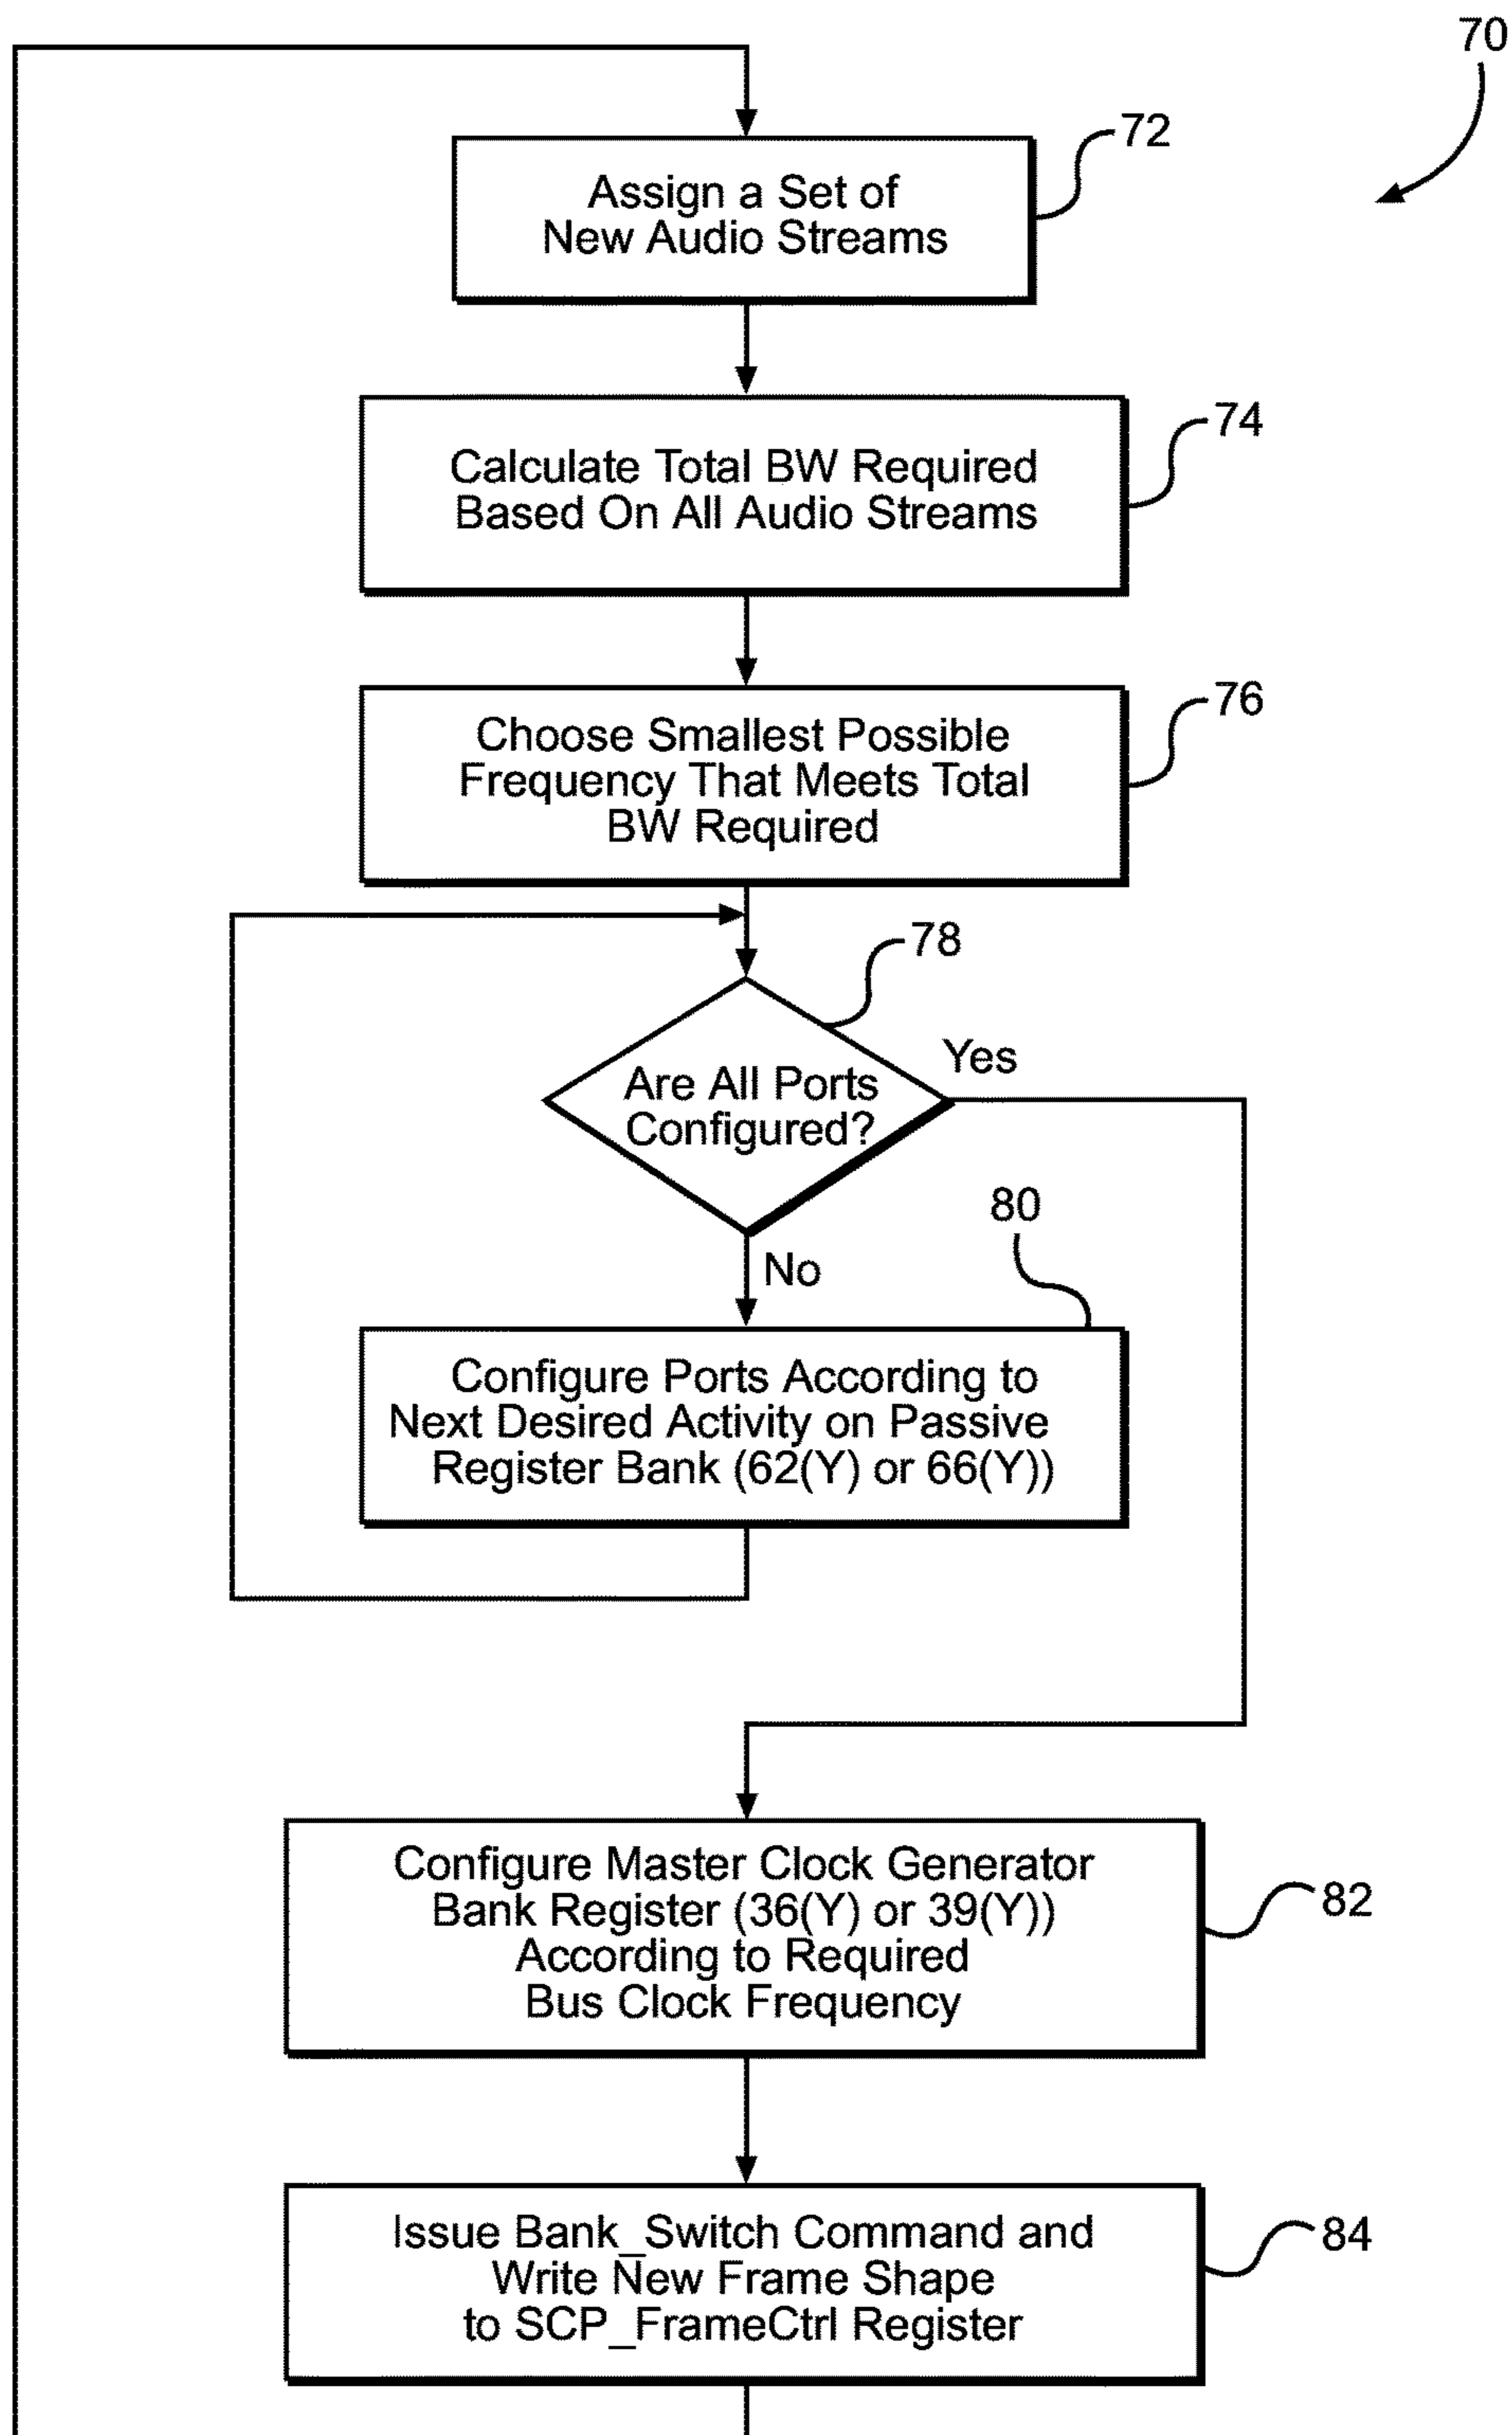 70
72
Assign a Set of
New Audio Streams
74
Calculate Total BW Required
Based On All Audio Streams
76
Choose Smallest Possible
Frequency That Meets Total
BW Required
78
Yes
Are All Ports
Configured?
80
No
Configure Ports According to
Next Desired Activity on Passive
Register Bank (62(Y) or 66(Y))
Configure Master Clock Generator
Bank Register (36(Y) or 39(Y))
According to Required
Bus Clock Frequency
82
Issue Bank_Switch Command and
Write New Frame Shape
to SCP_FrameCtrl Register
84